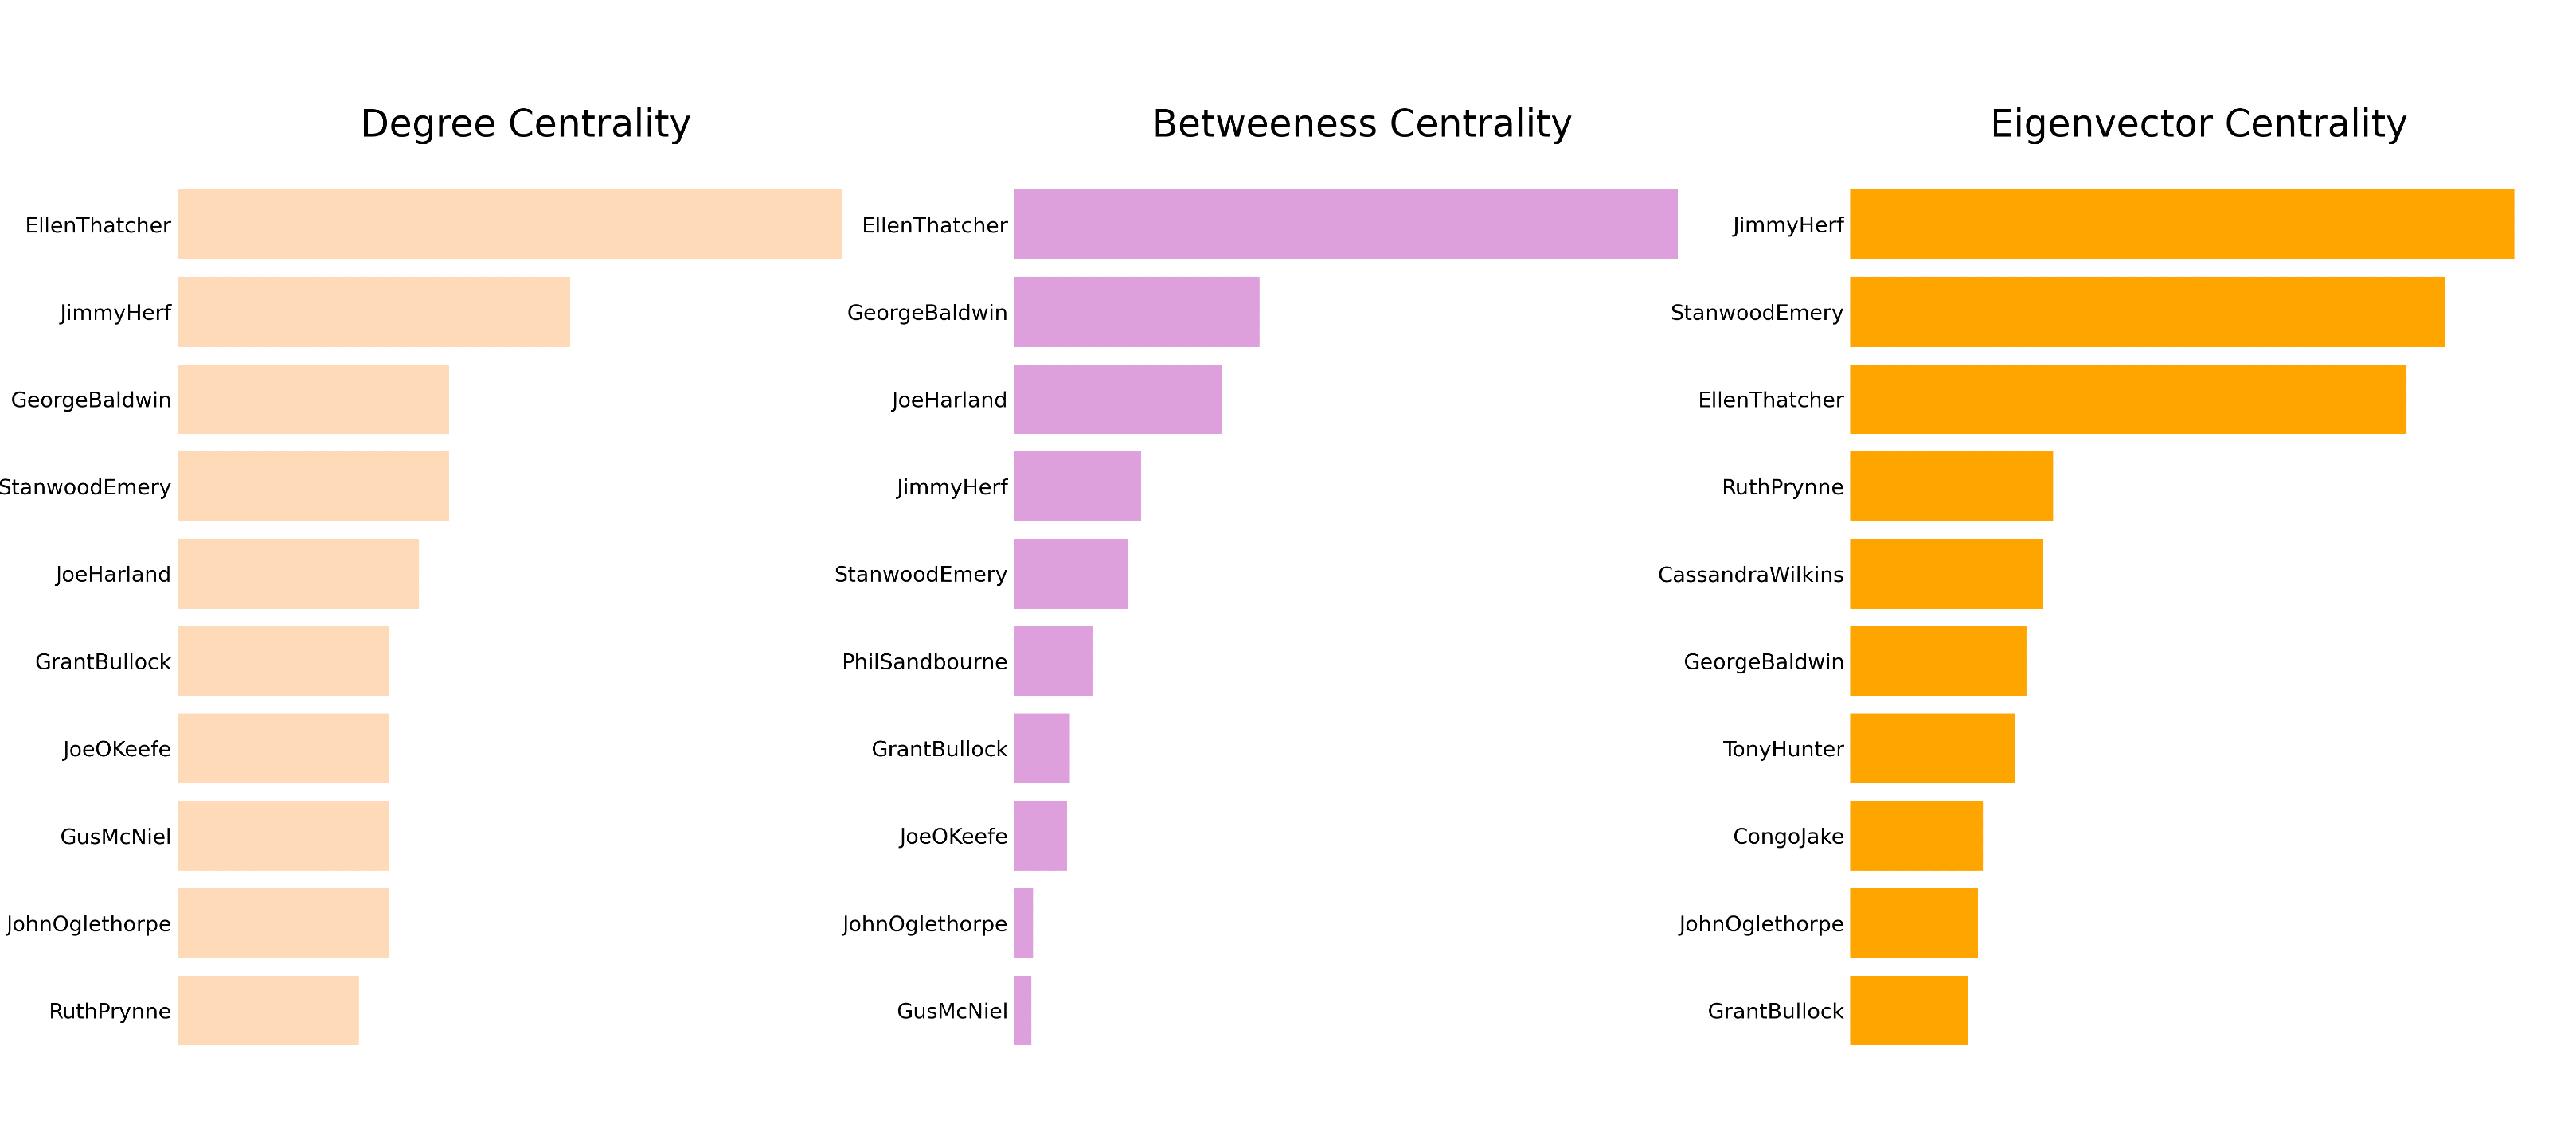 Degree Centrality
EllenThatcher
JimmyHerf
GeorgeBaldwin
StanwoodEmery
JoeHarland
GrantBullock
JoeOKeefe
GusMcNiel
JohnOglethorpe
RuthPrynne
Betweeness Centrality
EllenThatcher
GeorgeBaldwin
JoeHarland
JimmyHerf
StanwoodEmery
PhilSandbourne
GrantBullock
JoeOKeefe
JohnOglethorpe
GusMcNiel
Eigenvector Centrality
JimmyHerf
StanwoodEmery
EllenThatcher
RuthPrynne
CassandraWilkins
GeorgeBaldwin
TonyHunter
CongoJake
JohnOglethorpe
GrantBullock